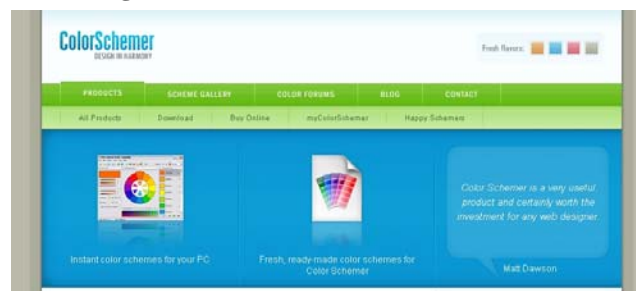 ColorSchemer
DESIGN IN HARMONY
Fresh flavors:
PRODUCTS SCHEME GALLERY COLOR FORUMS BLOG CONTACT
All Products Download Buy Online myColorSchemer Happy Schemers
Color Schemer is a very useful
product and certainly worth the
investment for any web designer.
Instant color schemes for your PC
Fresh, ready-made color schemes for
Color Schemer
Matt Dawson